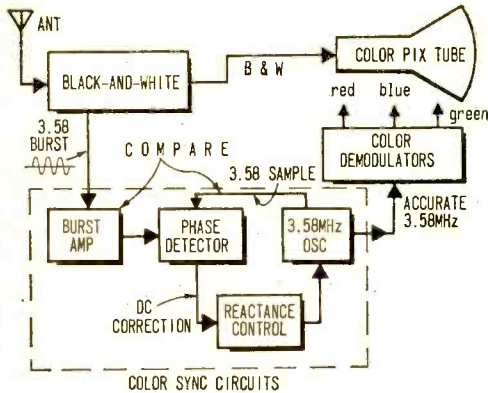 ANT
BLACK-AND-WHITE
B & W
COLOR PIX TUBE
red blue green
3.58
BURST
COMPARE
3.58 SAMPLE
COLOR
DEMODULATORS
ACCURATE
3.58MHz
BURST
AMP
PHASE
DETECTOR
3.58MHz
OSC
DC
CORRECTION
REACTANCE
CONTROL
COLOR SYNC CIRCUITS